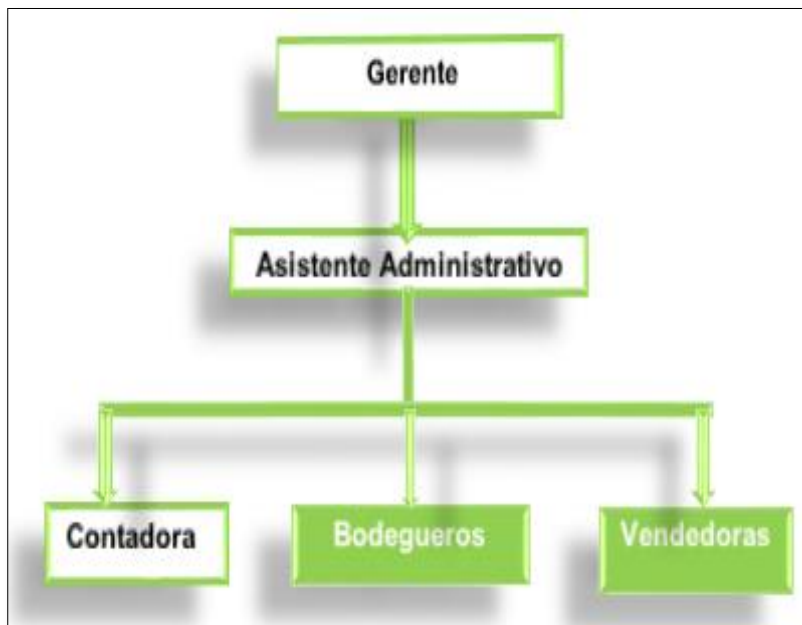 Gerente
Asistente Administrativo
Contadora
Bodegueros
Vendedoras